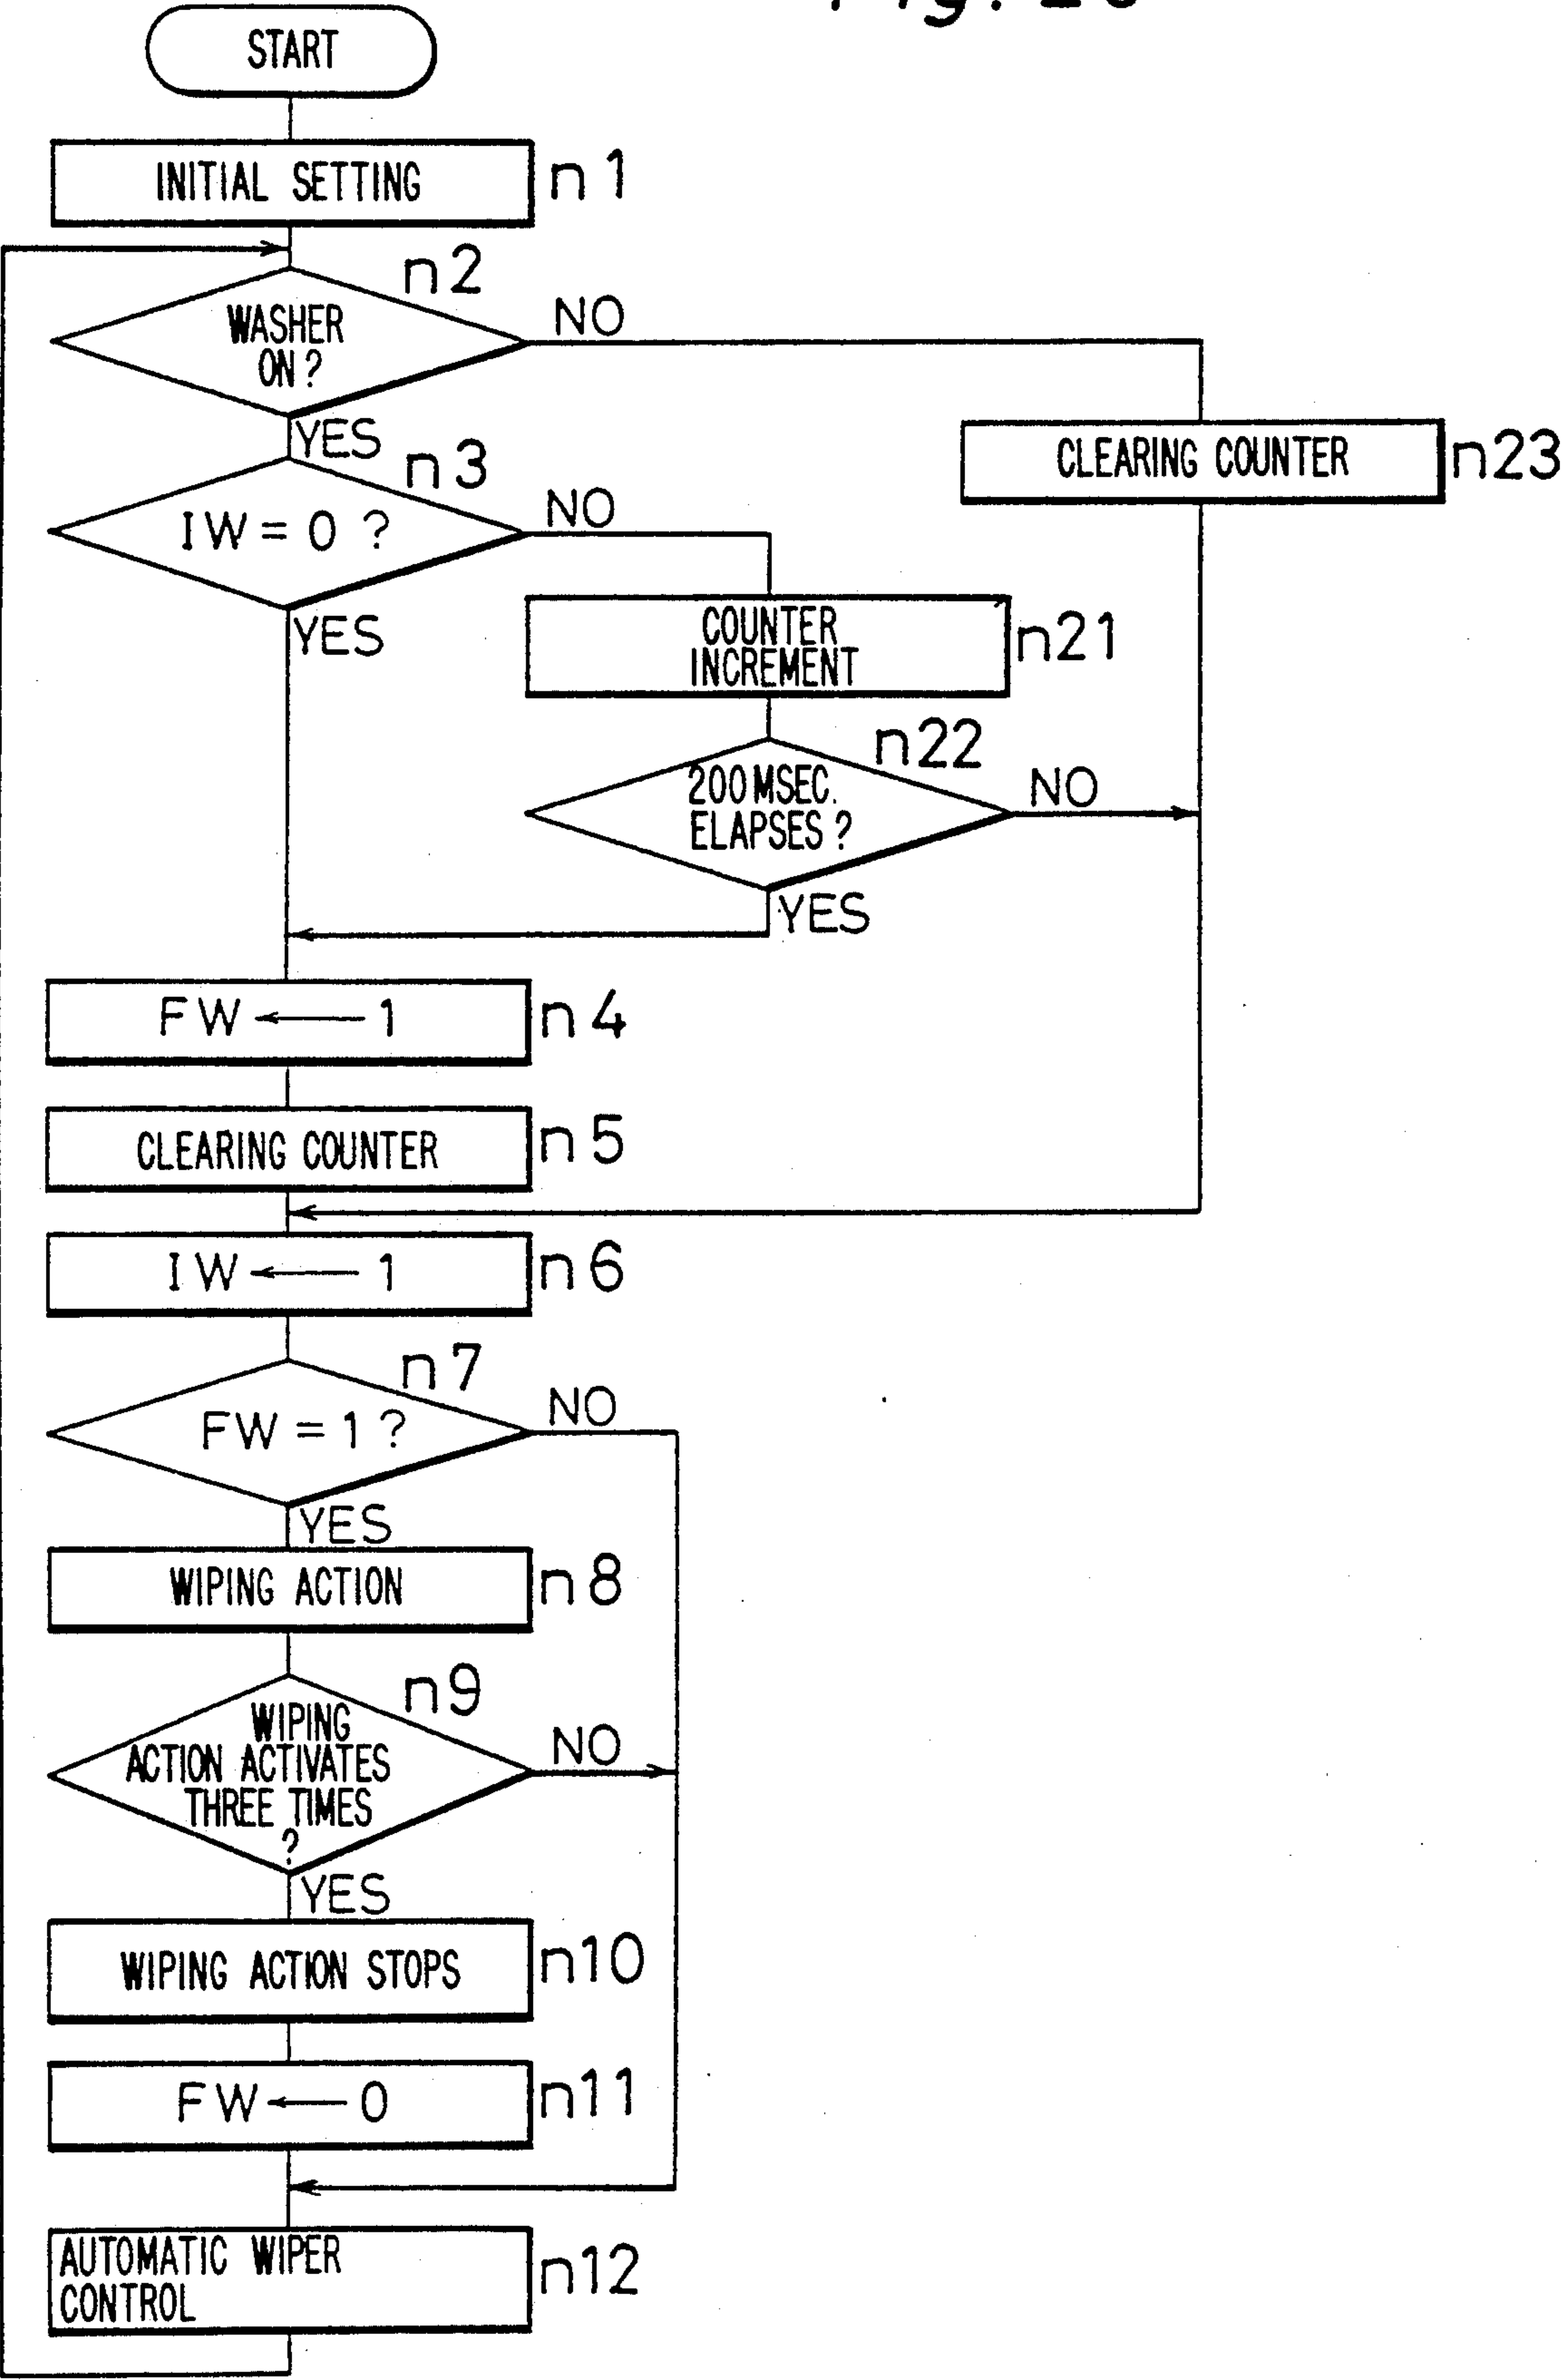 START
INITIAL SETTING
n1
n2
WASHER
ON?
NO
YES
CLEARING COUNTER
n23
n3
IW = 0 ?
NO
YES
COUNTER
INCREMENT
n21
n22
200 MSEC.
ELAPSES ?
NO
YES
FW ← 1
n4
CLEARING COUNTER
n5
IW ← 1
n6
n7
FW = 1 ?
NO
YES
WIPING ACTION
n8
n9
WIPING
ACTION ACTIVATES
THREE TIMES
?
NO
YES
WIPING ACTION STOPS
n10
FW ← 0
n11
AUTOMATIC WIPER
CONTROL
n12